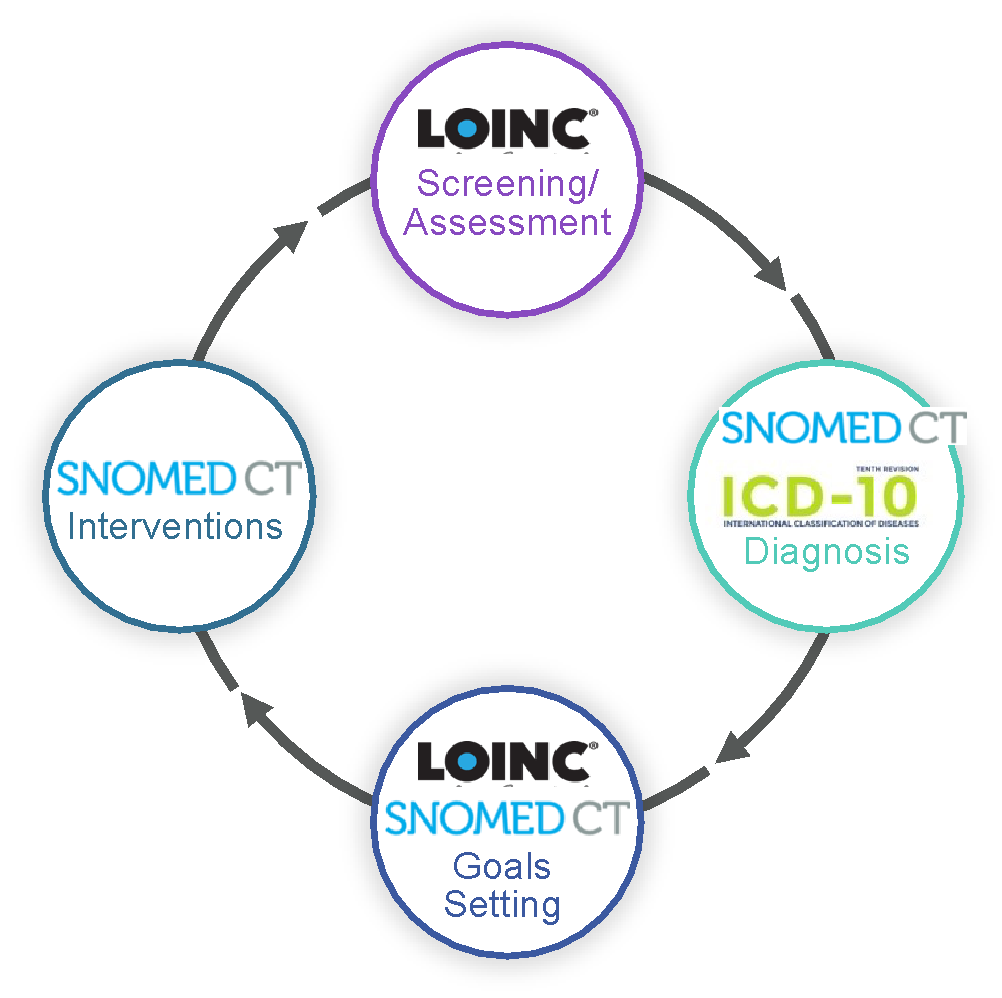 LOINC®
Screening/
Assessment
SNOMED CT
TENTH REVISION
ICD-10
INTERNATIONAL CLASSIFICATION OF DISEASES
Diagnosis
LOINC®
SNOMED CT
Goals
Setting
SNOMED CT
Interventions